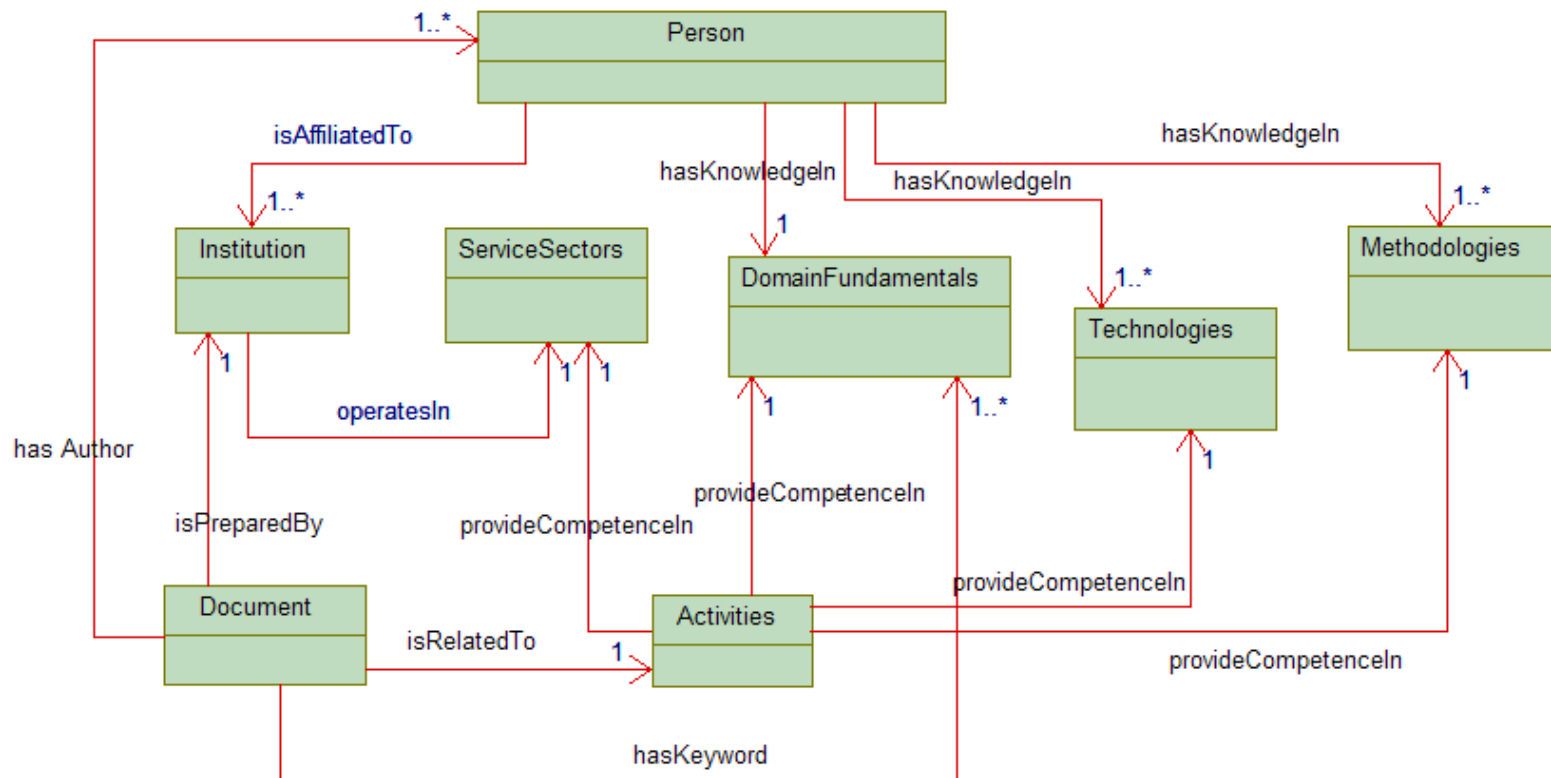 1..*
Person
isAffiliatedTo
hasKnowledgeIn
hasKnowledgeIn
hasKnowledgeIn
1..*
1
1..*
1..*
Institution
ServiceSectors
DomainFundamentals
Methodologies
Technologies
1
1
1
1
1..*
1
1
operatesIn
has Author
provideCompetenceIn
isPreparedBy
provideCompetenceIn
provideCompetenceIn
Document
Activities
isRelatedTo
1
provideCompetenceIn
hasKeyword